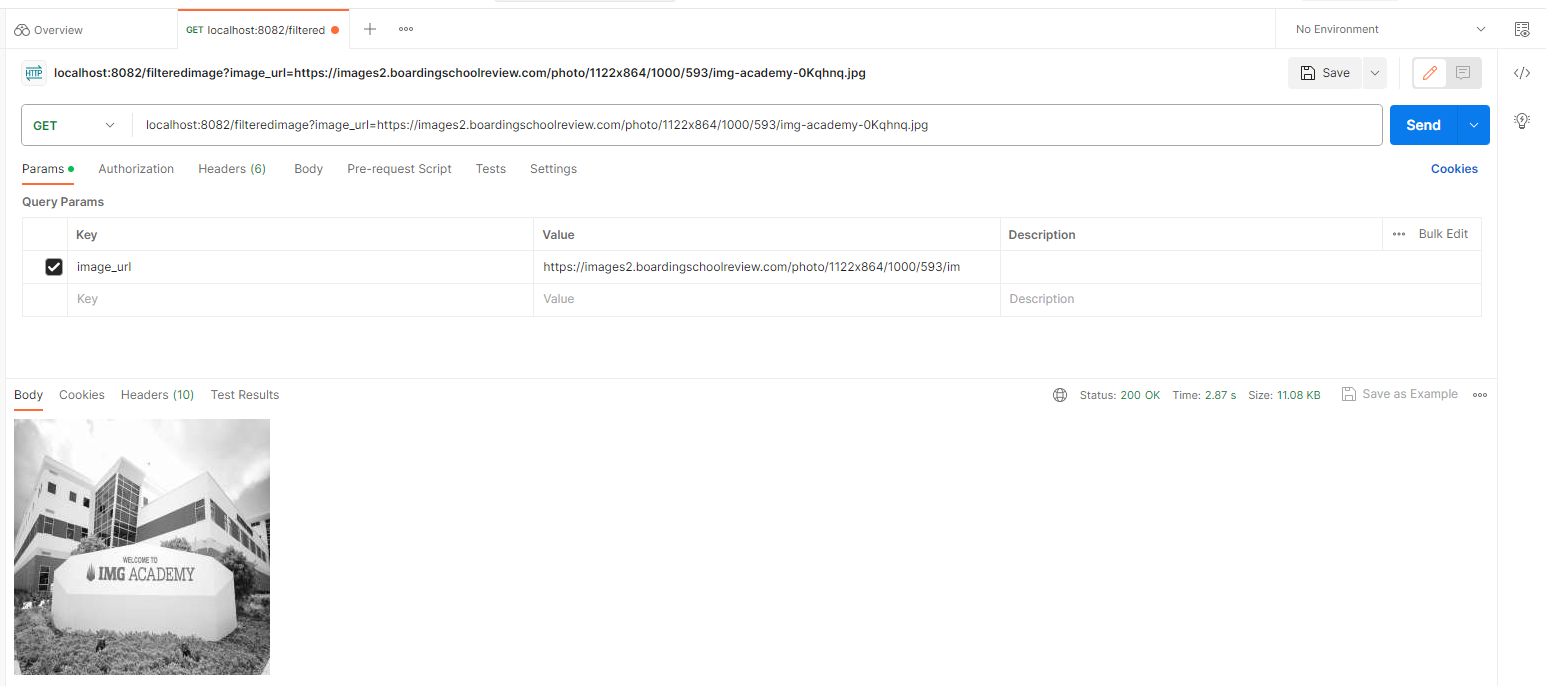 Overview
GET localhost:8082/filtered
No Environment
HTTP localhost:8082/filteredimage?image_url=https://images2.boardingschoolreview.com/photo/1122x864/1000/593/img-academy-0Kqhnq.jpg
Save
GET localhost:8082/filteredimage?image_url=https://images2.boardingschoolreview.com/photo/1122x864/1000/593/img-academy-0Kqhnq.jpg
Send
Params Authorization Headers (6) Body Pre-request Script Tests Settings
Cookies
Query Params
Key Value Description Bulk Edit
image_url https://images2.boardingschoolreview.com/photo/1122x864/1000/593/im
Key Value Description
Body Cookies Headers (10) Test Results
Status: 200 OK Time: 2.87 s Size: 11.08 KB Save as Example
WELCOME TO
IMG ACADEMY